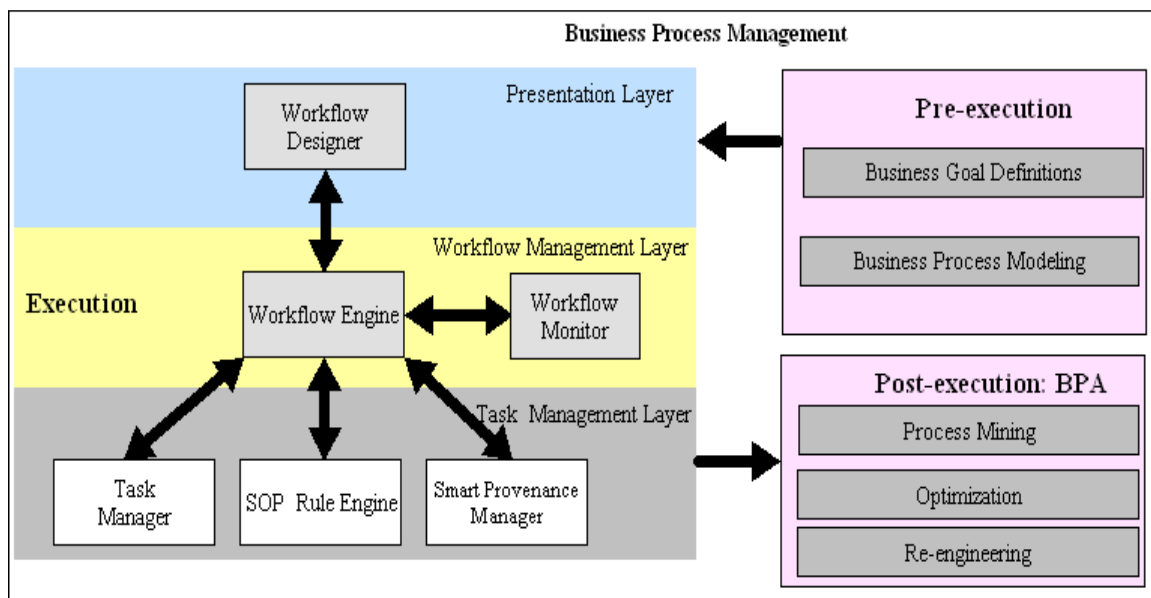 Business Process Management
Presentation Layer
Workflow
Designer
Workflow Management Layer
Execution
Workflow Engine
Workflow
Monitor
Task Management Layer
Task
Manager
SOP Rule Engine
Smart Provenance
Manager
Pre-execution
Business Goal Definitions
Business Process Modeling
Post-execution: BPA
Process Mining
Optimization
Re-engineering